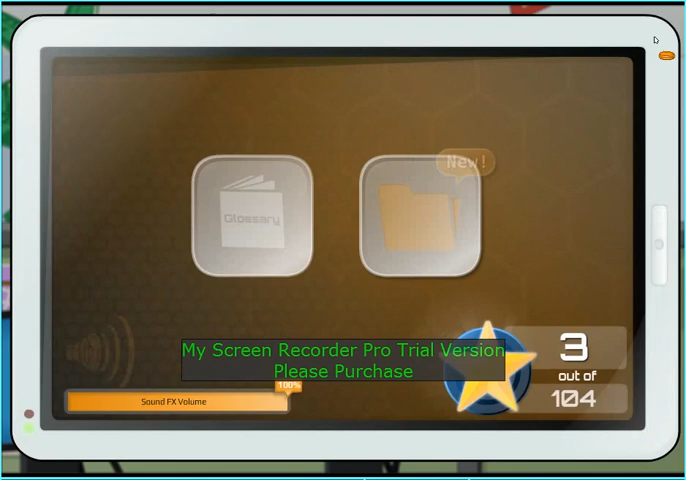 New!
Glossary
My Screen Recorder Pro Trial Version
Please Purchase
3
out of
104
100%
Sound FX Volume